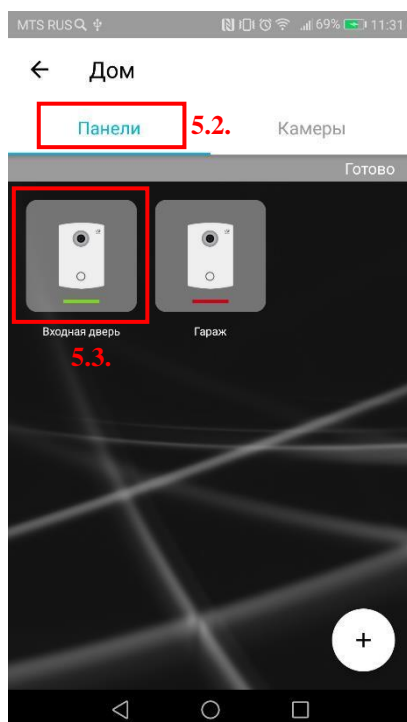 MTS RUS 69% 11:31
Дом
Панели 5.2. Камеры
Готово
Входная дверь Гараж
5.3.
+